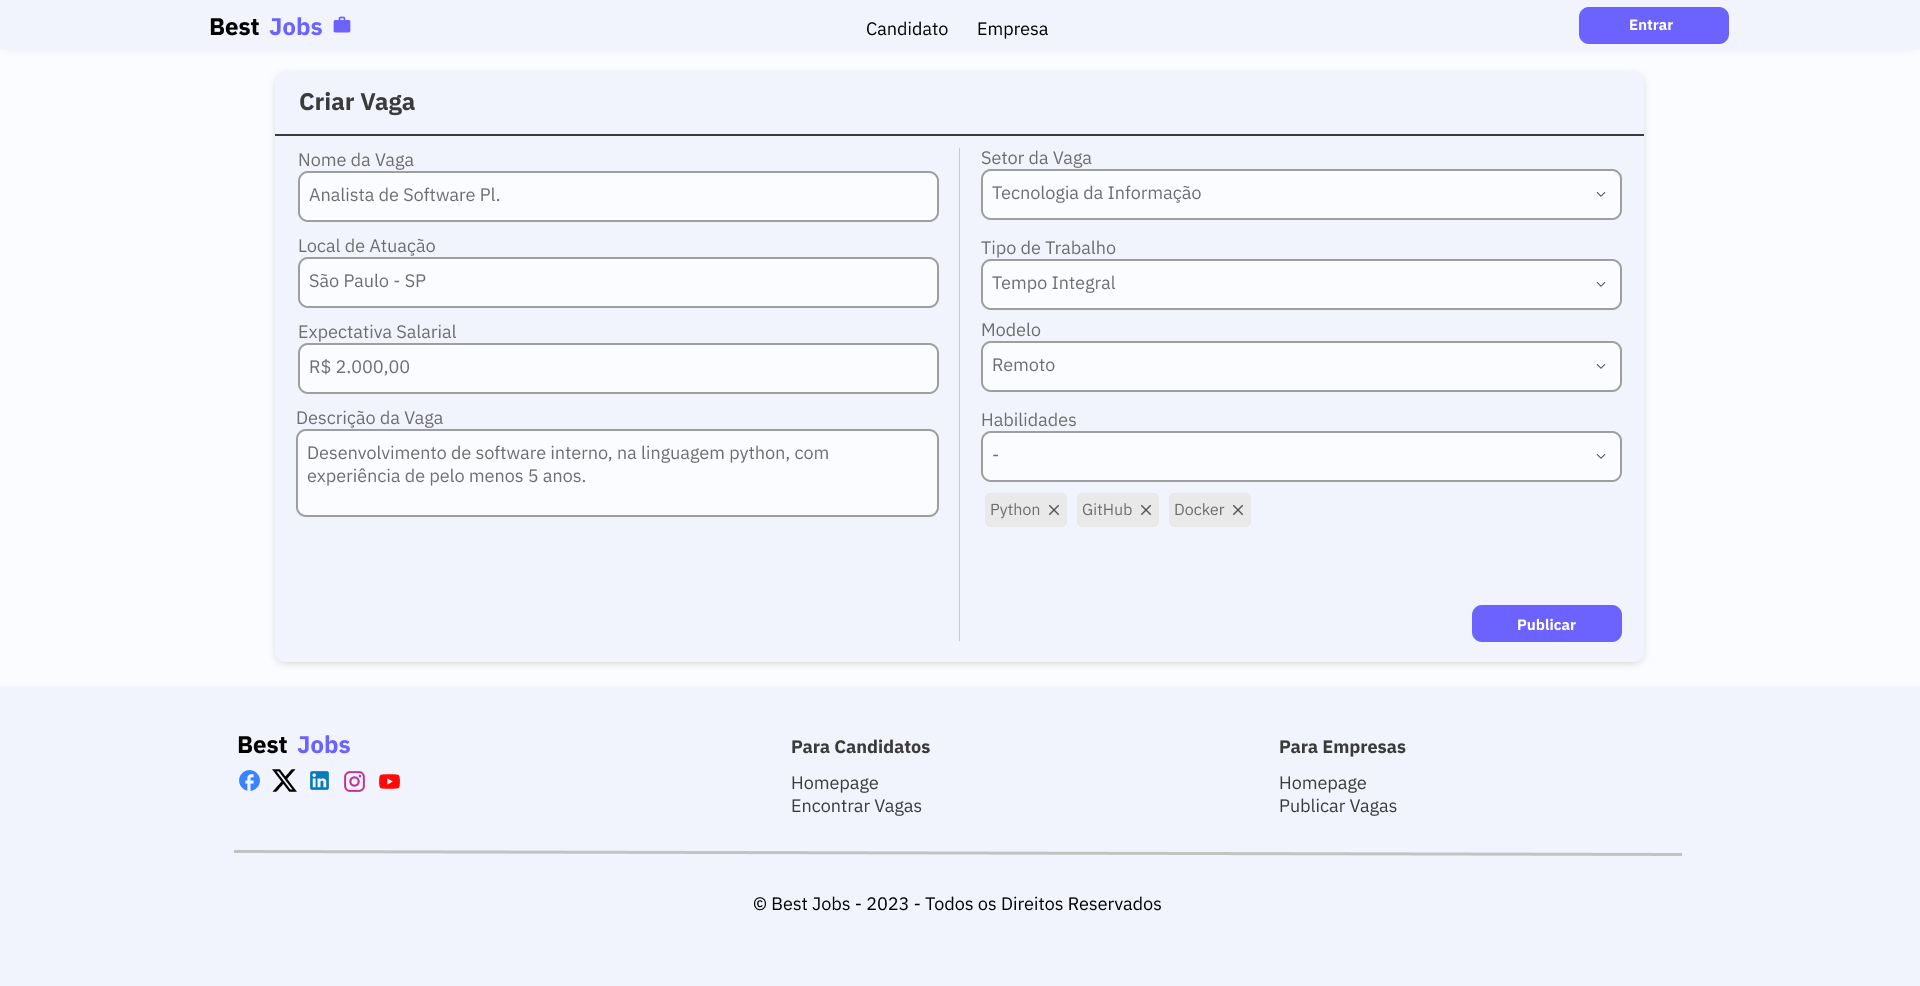 Best Jobs
Candidato
Empresa
Entrar
Criar Vaga
Nome da Vaga
Analista de Software Pl.
Local de Atuação
São Paulo - SP
Expectativa Salarial
R$ 2.000,00
Descrição da Vaga
Desenvolvimento de software interno, na linguagem python, com
experiência de pelo menos 5 anos.
Setor da Vaga
Tecnologia da Informação
Tipo de Trabalho
Tempo Integral
Modelo
Remoto
Habilidades
-
Python
GitHub
Docker
Publicar
Best Jobs
Para Candidatos
Homepage
Encontrar Vagas
Para Empresas
Homepage
Publicar Vagas
© Best Jobs - 2023 - Todos os Direitos Reservados